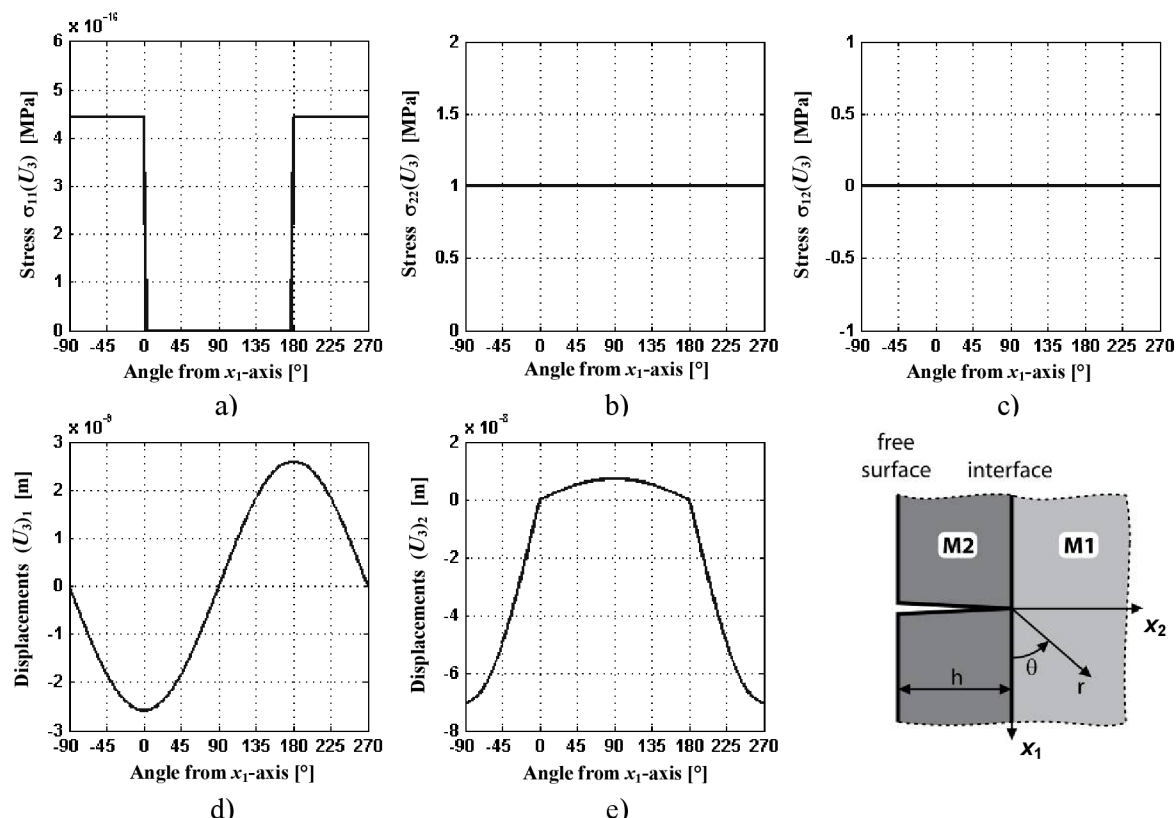 × 10⁻¹⁶
6
5
4
3
2
1
0
-90 -45 0 45 90 135 180 225 270
Stress σ₁₁(U₃) [MPa]
Angle from x₁-axis [°]
a)
2
1.5
1
0.5
0
-90 -45 0 45 90 135 180 225 270
Stress σ₂₂(U₃) [MPa]
Angle from x₁-axis [°]
b)
1
0.5
0
-0.5
-1
-90 -45 0 45 90 135 180 225 270
Stress σ₁₂(U₃) [MPa]
Angle from x₁-axis [°]
c)
3
2
1
0
-1
-2
-3
-90 -45 0 45 90 135 180 225 270
Displacements (U₃)₁ [m]
Angle from x₁-axis [°]
d)
× 10⁻⁸
2
0
-2
-4
-6
-8
-90 -45 0 45 90 135 180 225 270
Displacements (U₃)₂ [m]
Angle from x₁-axis [°]
e)
free
surface
interface
M2
M1
x₂
θ
h
r
x₁